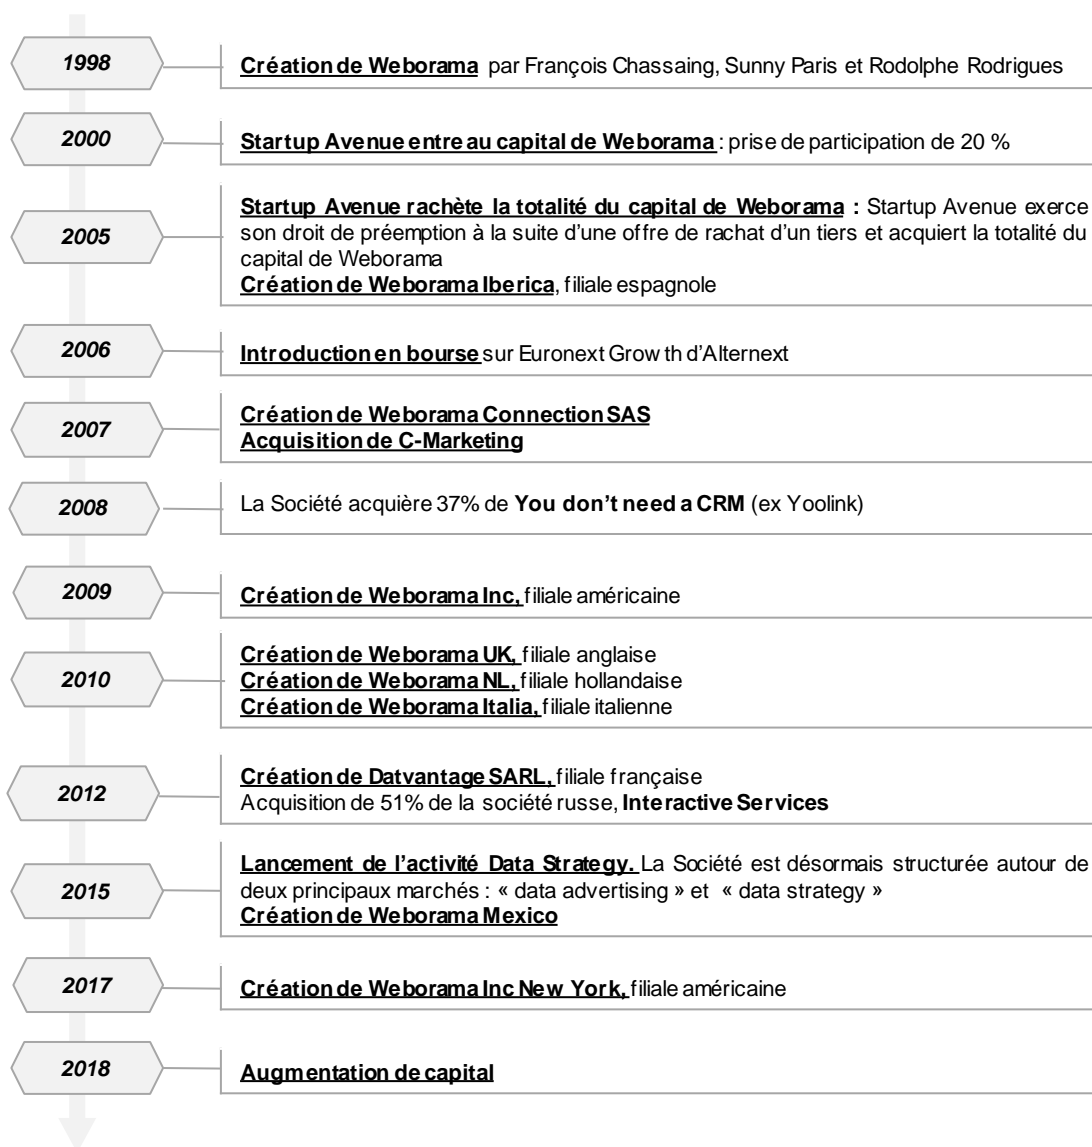 1998
Création de Weborama par François Chassaing, Sunny Paris et Rodolphe Rodrigues
2000
Startup Avenue entre au capital de Weborama : prise de participation de 20 %
2005
Startup Avenue rachète la totalité du capital de Weborama : Startup Avenue exerce
son droit de préemption à la suite d'une offre de rachat d'un tiers et acquiert la totalité du
capital de Weborama
Création de Weborama Iberica, filiale espagnole
2006
Introduction en bourse sur Euronext Growth d'Alternext
2007
Création de Weborama Connection SAS
Acquisition de C-Marketing
2008
La Société acquière 37% de You don't need a CRM (ex Yoolink)
2009
Création de Weborama Inc, filiale américaine
2010
Création de Weborama UK, filiale anglaise
Création de Weborama NL, filiale hollandaise
Création de Weborama Italia, filiale italienne
2012
Création de Datvantage SARL, filiale française
Acquisition de 51% de la société russe, Interactive Services
2015
Lancement de l'activité Data Strategy. La Société est désormais structurée autour de
deux principaux marchés : « data advertising » et « data strategy »
Création de Weborama Mexico
2017
Création de Weborama Inc New York, filiale américaine
2018
Augmentation de capital